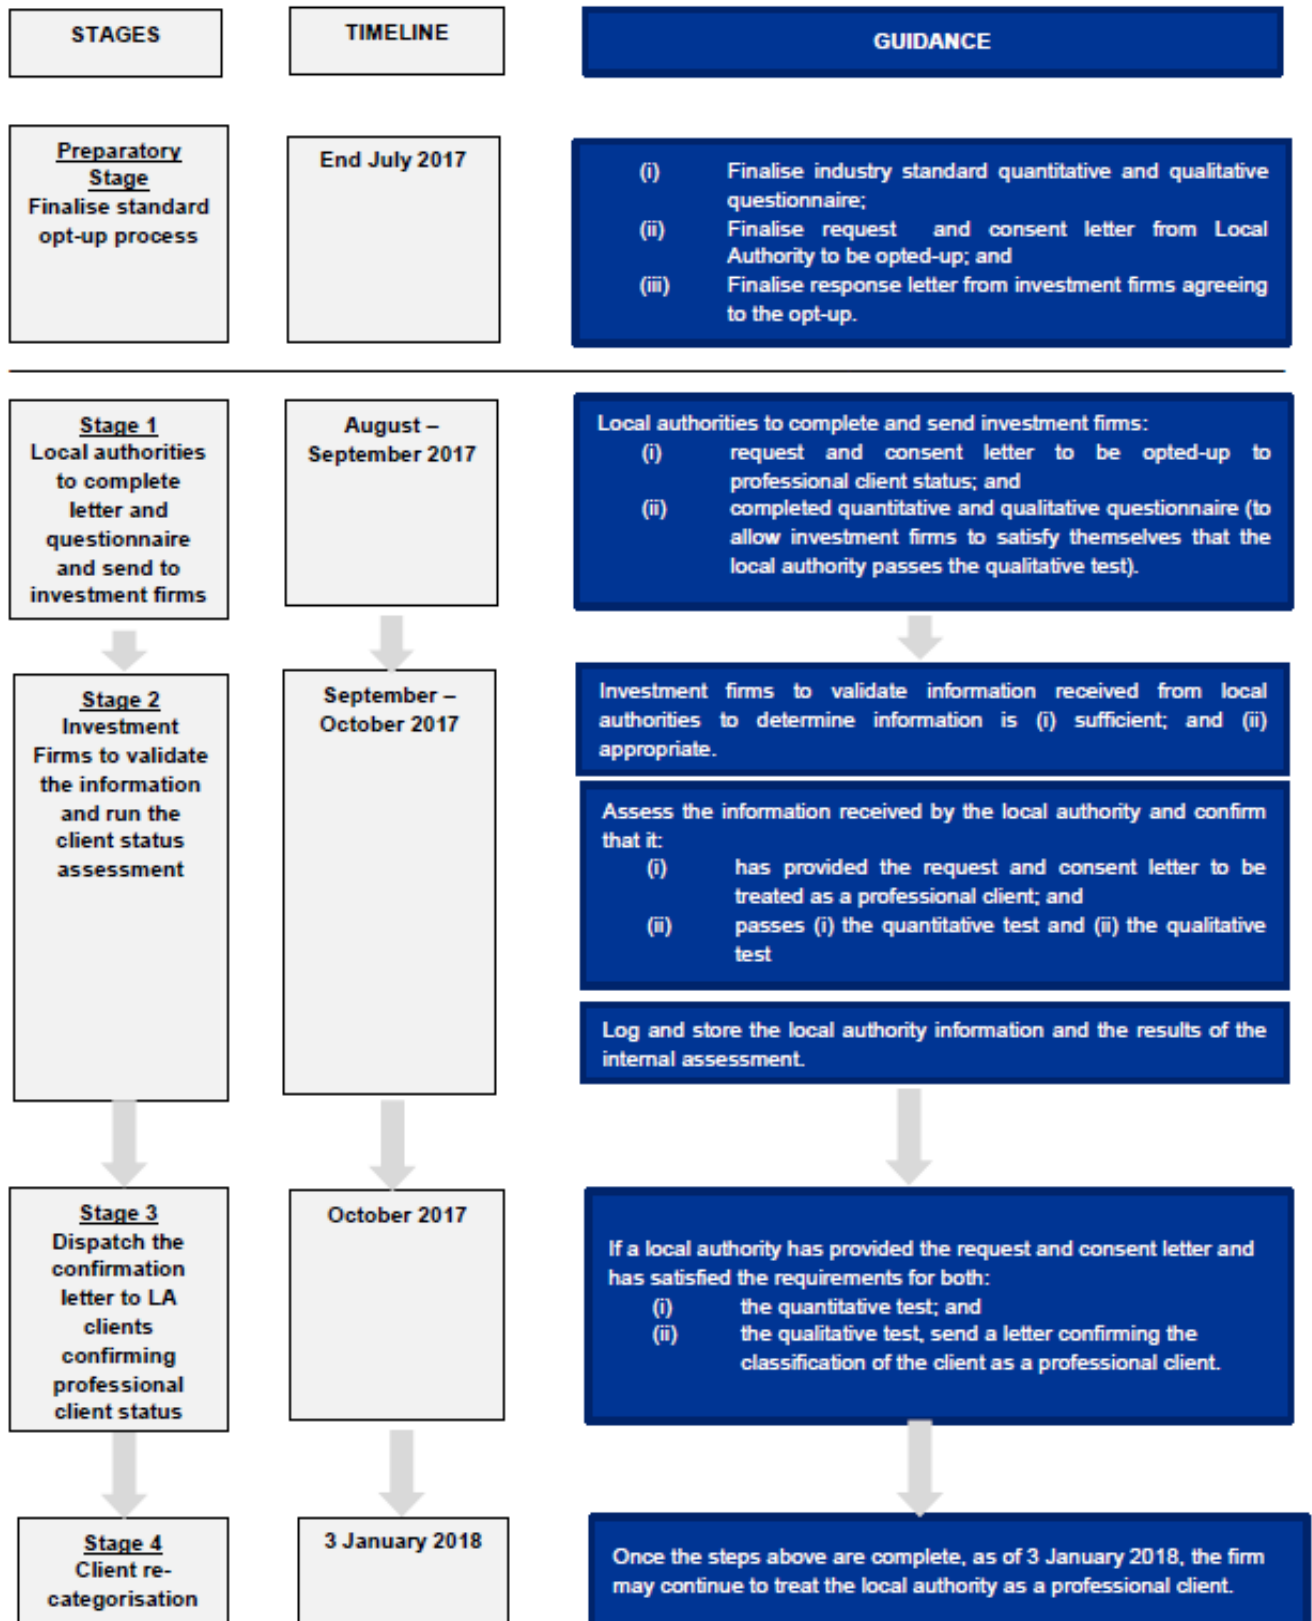 STAGES
TIMELINE
GUIDANCE
Preparatory
Stage
Finalise standard
opt-up process
End July 2017
(i) Finalise industry standard quantitative and qualitative
questionnaire;
(ii) Finalise request and consent letter from Local
Authority to be opted-up; and
(iii) Finalise response letter from investment firms agreeing
to the opt-up.
Stage 1
Local authorities
to complete
letter and
questionnaire
and send to
investment firms
August –
September 2017
Local authorities to complete and send investment firms:
(i) request and consent letter to be opted-up to
professional client status; and
(ii) completed quantitative and qualitative questionnaire (to
allow investment firms to satisfy themselves that the
local authority passes the qualitative test).
Stage 2
Investment
Firms to validate
the information
and run the
client status
assessment
September –
October 2017
Investment firms to validate information received from local
authorities to determine information is (i) sufficient; and (ii)
appropriate.
Assess the information received by the local authority and confirm
that it:
(i) has provided the request and consent letter to be
treated as a professional client; and
(ii) passes (i) the quantitative test and (ii) the qualitative
test
Log and store the local authority information and the results of the
internal assessment.
Stage 3
Dispatch the
confirmation
letter to LA
clients
confirming
professional
client status
October 2017
If a local authority has provided the request and consent letter and
has satisfied the requirements for both:
(i) the quantitative test; and
(ii) the qualitative test, send a letter confirming the
classification of the client as a professional client.
Stage 4
Client re-
categorisation
3 January 2018
Once the steps above are complete, as of 3 January 2018, the firm
may continue to treat the local authority as a professional client.